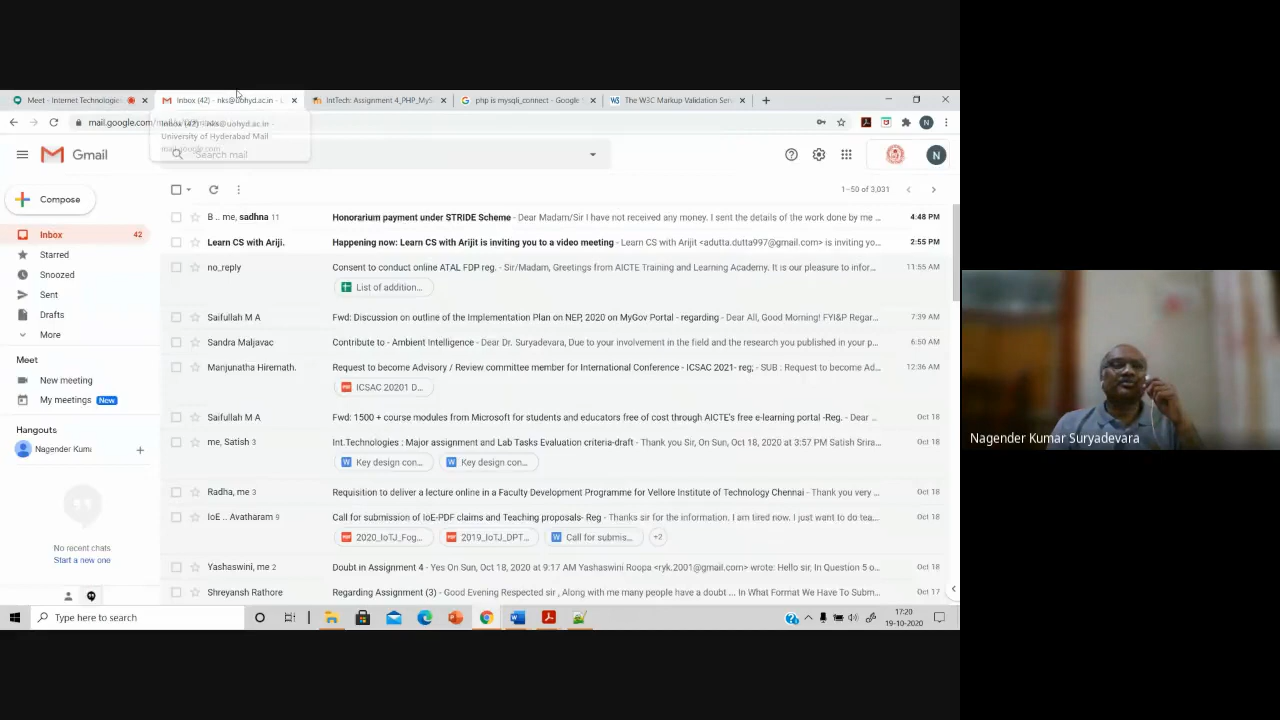 Meet - Internet Technologies
Inbox (42) - nks@uohyd.ac.in - U
IntTech: Assignment 4_PHP_MyS
php is mysqli_connect - Google S
The W3C Markup Validation Serv
mail.google.com
Inbox (42) - nks@uohyd.ac.in -
University of Hyderabad Mail
mail.google.com
Gmail
Search mail
N
Compose
1–50 of 3,031
Inbox 42
Starred
Snoozed
Sent
Drafts
More
Meet
New meeting
My meetings New
Hangouts
Nagender Kuma
No recent chats
Start a new one
B .. me, sadhna 11 Honorarium payment under STRIDE Scheme - Dear Madam/Sir I have not received any money. I sent the details of the work done by me ... 4:48 PM
Learn CS with Ariji. Happening now: Learn CS with Arijit is inviting you to a video meeting - Learn CS with Arijit <adutta.dutta997@gmail.com> is inviting yo... 2:55 PM
no_reply Consent to conduct online ATAL FDP reg. - Sir/Madam, Greetings from AICTE Training and Learning Academy. It is our pleasure to infor... 11:55 AM
List of addition...
Saifullah M A Fwd: Discussion on outline of the Implementation Plan on NEP, 2020 on MyGov Portal - regarding - Dear All, Good Morning! FYI&P Regar... 7:39 AM
Sandra Maljavac Contribute to - Ambient Intelligence - Dear Dr. Suryadevara, Due to your involvement in the field and the research you published in your p... 6:50 AM
Manjunatha Hiremath. Request to become Advisory / Review committee member for International Conference - ICSAC 2021- reg; - SUB : Request to become Ad... 12:36 AM
ICSAC 20201 D...
Saifullah M A Fwd: 1500 + course modules from Microsoft for students and educators free of cost through AICTE's free e-learning portal -Reg. - Dear ... Oct 18
me, Satish 3 Int.Technologies : Major assignment and Lab Tasks Evaluation criteria-draft - Thank you Sir, On Sun, Oct 18, 2020 at 3:57 PM Satish Srira... Oct 18
Key design con... Key design con...
Radha, me 3 Requisition to deliver a lecture online in a Faculty Development Programme for Vellore Institute of Technology Chennai - Thank you very ... Oct 18
IoE .. Avatharam 9 Call for submission of IoE-PDF claims and Teaching proposals- Reg - Thanks sir for the information. I am tired now. I just want to do tea... Oct 18
2020_IoTJ_Fog... 2019_IoTJ_DPT... Call for submis... +2
Yashaswini, me 2 Doubt in Assignment 4 - Yes On Sun, Oct 18, 2020 at 9:17 AM Yashaswini Roopa <ryk.2001@gmail.com> wrote: Hello sir, In Question 5 o... Oct 18
Shreyansh Rathore Regarding Assignment (3) - Good Evening Respected sir , Along with me many people have a doubt ... In What Format We Have To Subm... Oct 17
Type here to search
17:20
19-10-2020
Nagender Kumar Suryadevara